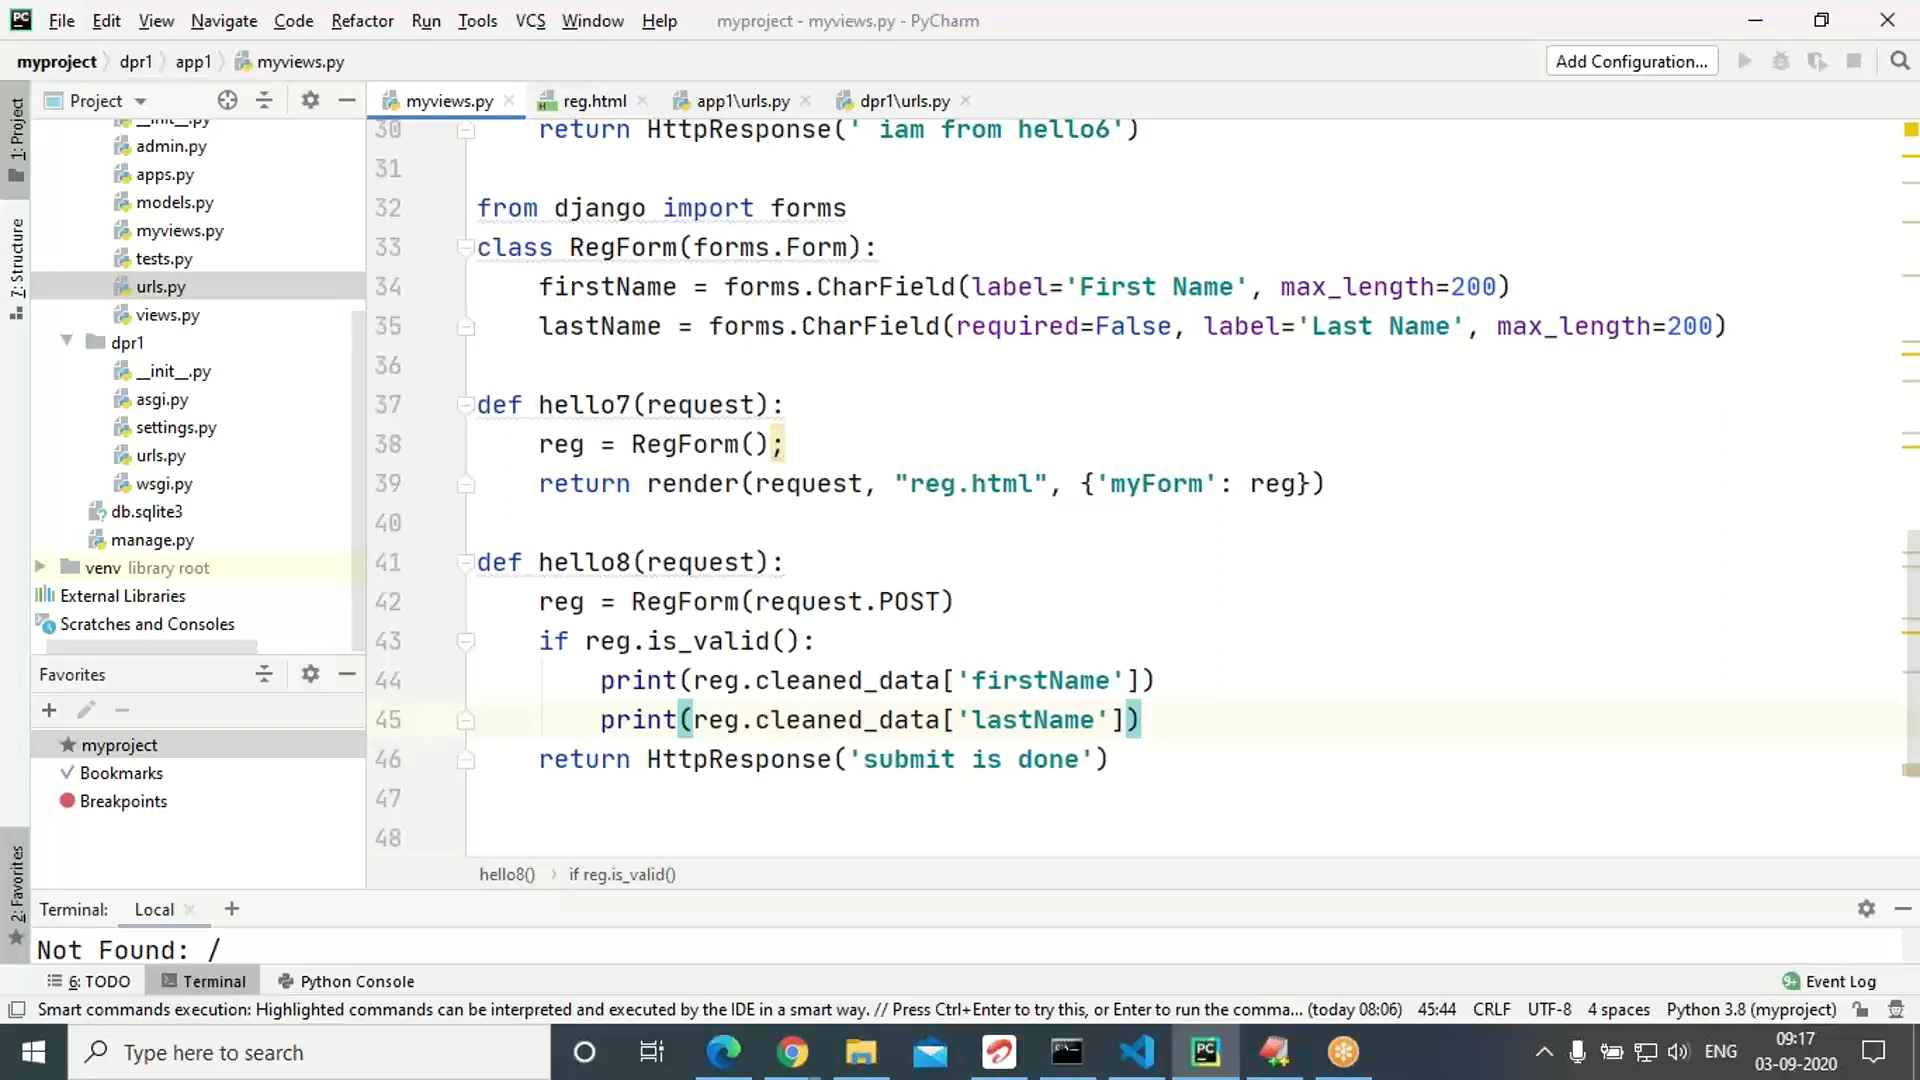 File Edit View Navigate Code Refactor Run Tools VCS Window Help myproject - myviews.py - PyCharm
myproject dpr1 app1 myviews.py Add Configuration...
Project myviews.py reg.html app1\urls.py dpr1\urls.py
1: Project
7: Structure
2: Favorites
__init__.py
admin.py
apps.py
models.py
myviews.py
tests.py
urls.py
views.py
dpr1
__init__.py
asgi.py
settings.py
urls.py
wsgi.py
db.sqlite3
manage.py
venv library root
External Libraries
Scratches and Consoles
Favorites
myproject
Bookmarks
Breakpoints
30 return HttpResponse(' iam from hello6')
31
32 from django import forms
33 class RegForm(forms.Form):
34 firstName = forms.CharField(label='First Name', max_length=200)
35 lastName = forms.CharField(required=False, label='Last Name', max_length=200)
36
37 def hello7(request):
38 reg = RegForm();
39 return render(request, "reg.html", {'myForm': reg})
40
41 def hello8(request):
42 reg = RegForm(request.POST)
43 if reg.is_valid():
44 print(reg.cleaned_data['firstName'])
45 print(reg.cleaned_data['lastName'])
46 return HttpResponse('submit is done')
47
48
hello8() if reg.is_valid()
Terminal: Local
Not Found: /
6: TODO Terminal Python Console Event Log
Smart commands execution: Highlighted commands can be interpreted and executed by the IDE in a smart way. // Press Ctrl+Enter to try this, or Enter to run the comma... (today 08:06) 45:44 CRLF UTF-8 4 spaces Python 3.8 (myproject)
Type here to search ENG 09:17
03-09-2020